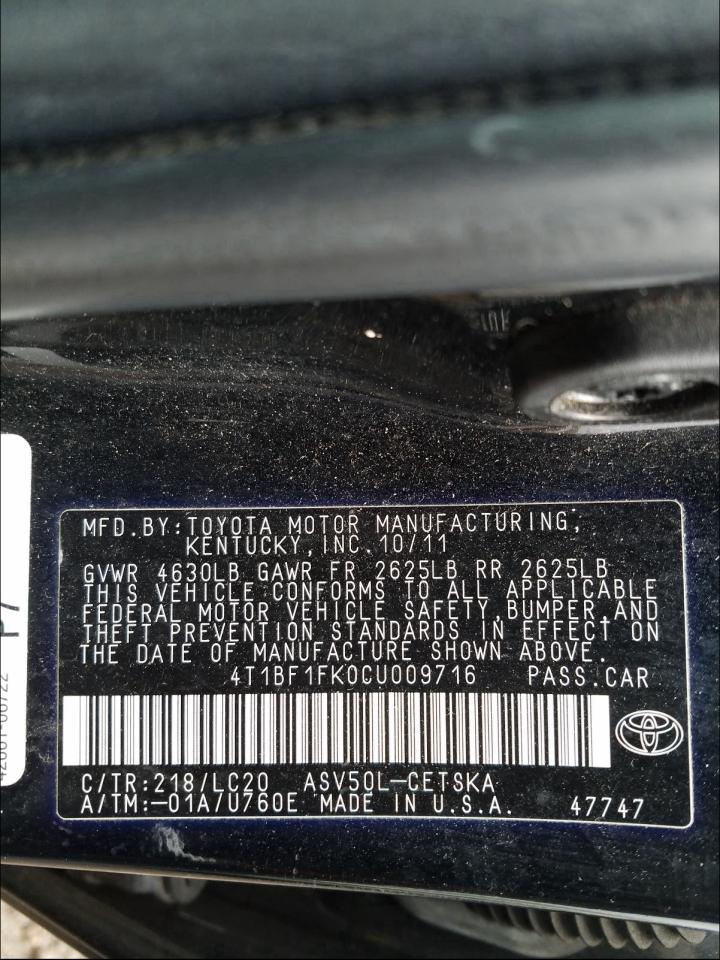 MFD.BY:TOYOTA MOTOR MANUFACTURING,
KENTUCKY,INC.10/11
GVWR 4630LB GAWR FR 2625LB RR 2625LB
THIS VEHICLE CONFORMS TO ALL APPLICABLE
FEDERAL MOTOR VEHICLE SAFETY,BUMPER,AND
THEFT PREVENTION STANDARDS IN EFFECT ON
THE DATE OF MANUFACTURE SHOWN ABOVE.
4T1BF1FK0CU009716 PASS.CAR
C/TR:218/LC20 ASV50L-CETSKA
A/TM:-01A/U760E MADE IN U.S.A. 47747
P7